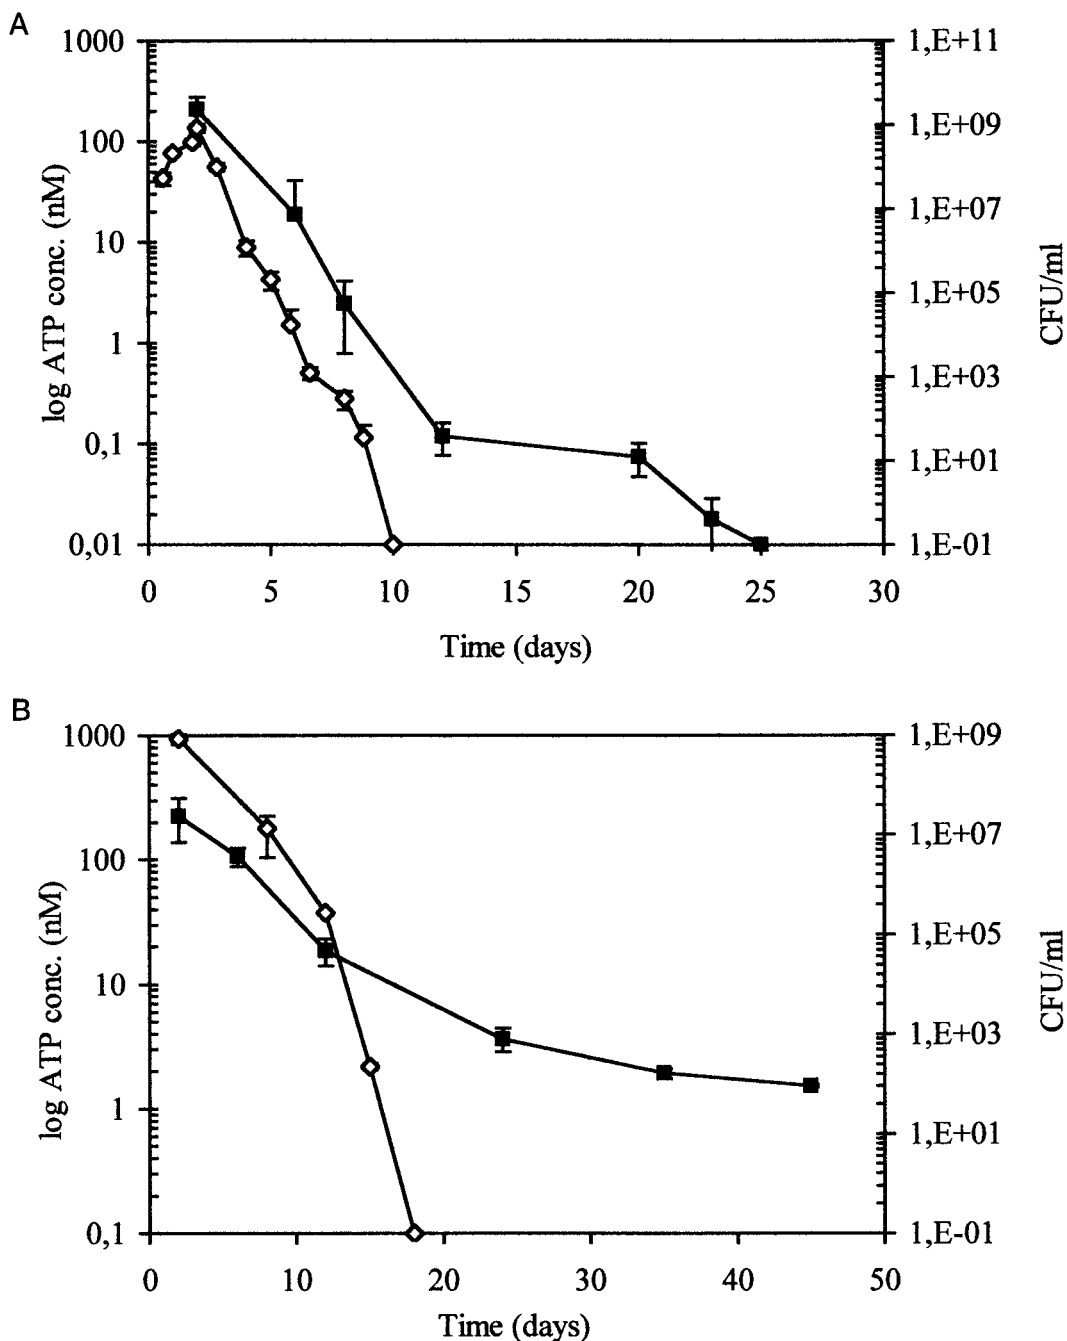 A
1000
100
10
1
0,1
0,01
log ATP conc. (nM)
1,E+11
1,E+09
1,E+07
1,E+05
1,E+03
1,E+01
1,E-01
CFU/ml
0 5 10 15 20 25 30
Time (days)
B
1000
100
10
1
0,1
log ATP conc. (nM)
1,E+09
1,E+07
1,E+05
1,E+03
1,E+01
1,E-01
CFU/ml
0 10 20 30 40 50
Time (days)